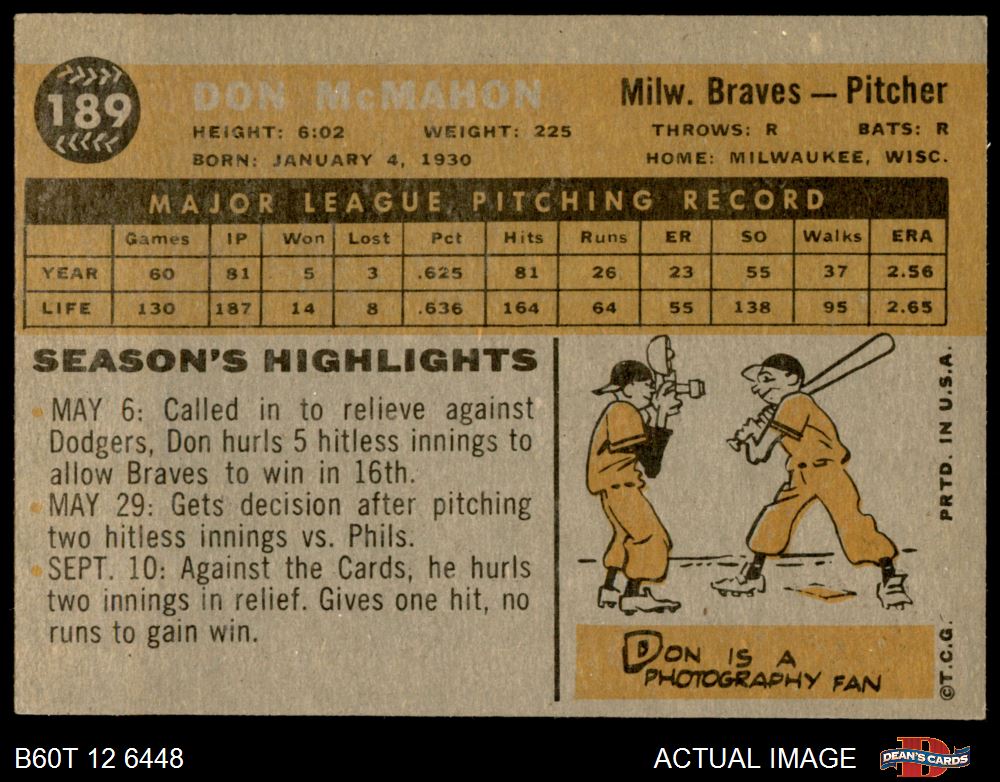 189
DON McMAHON
Milw. Braves — Pitcher
HEIGHT: 6:02 WEIGHT: 225 THROWS: R BATS: R
BORN: JANUARY 4, 1930 HOME: MILWAUKEE, WISC.
MAJOR LEAGUE PITCHING RECORD
Games IP Won Lost Pct Hits Runs ER SO Walks ERA
YEAR 60 81 5 3 .625 81 26 23 55 37 2.56
LIFE 130 187 14 8 .636 164 64 55 138 95 2.65
SEASON'S HIGHLIGHTS
MAY 6: Called in to relieve against
Dodgers, Don hurls 5 hitless innings to
allow Braves to win in 16th.
MAY 29: Gets decision after pitching
two hitless innings vs. Phils.
SEPT. 10: Against the Cards, he hurls
two innings in relief. Gives one hit, no
runs to gain win.
DON IS A
PHOTOGRAPHY FAN
©T.C.G. PRTD. IN U.S.A.
B60T 12 6448
ACTUAL IMAGE
DEAN'S CARDS